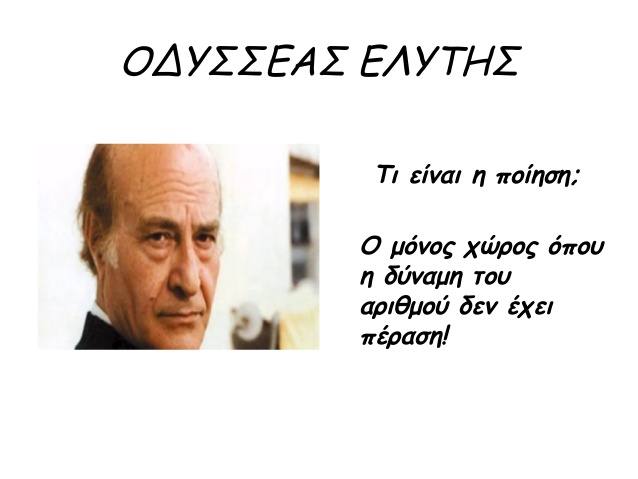 ΟΔΥΣΣΕΑΣ ΕΛΥΤΗΣ
Τι είναι η ποίηση;
Ο μόνος χώρος όπου
η δύναμη του
αριθμού δεν έχει
πέραση!